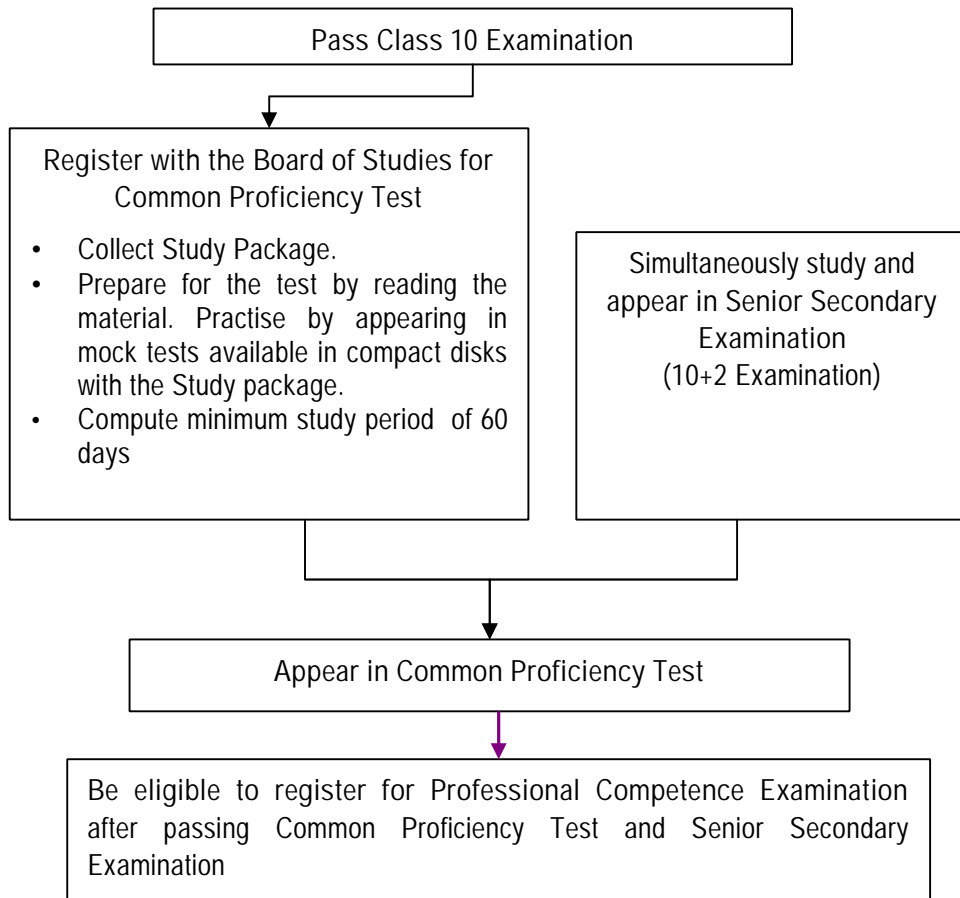 Pass Class 10 Examination
Register with the Board of Studies for
Common Proficiency Test
• Collect Study Package.
• Prepare for the test by reading the
material. Practise by appearing in
mock tests available in compact disks
with the Study package.
• Compute minimum study period of 60
days
Simultaneously study and
appear in Senior Secondary
Examination
(10+2 Examination)
Appear in Common Proficiency Test
Be eligible to register for Professional Competence Examination
after passing Common Proficiency Test and Senior Secondary
Examination